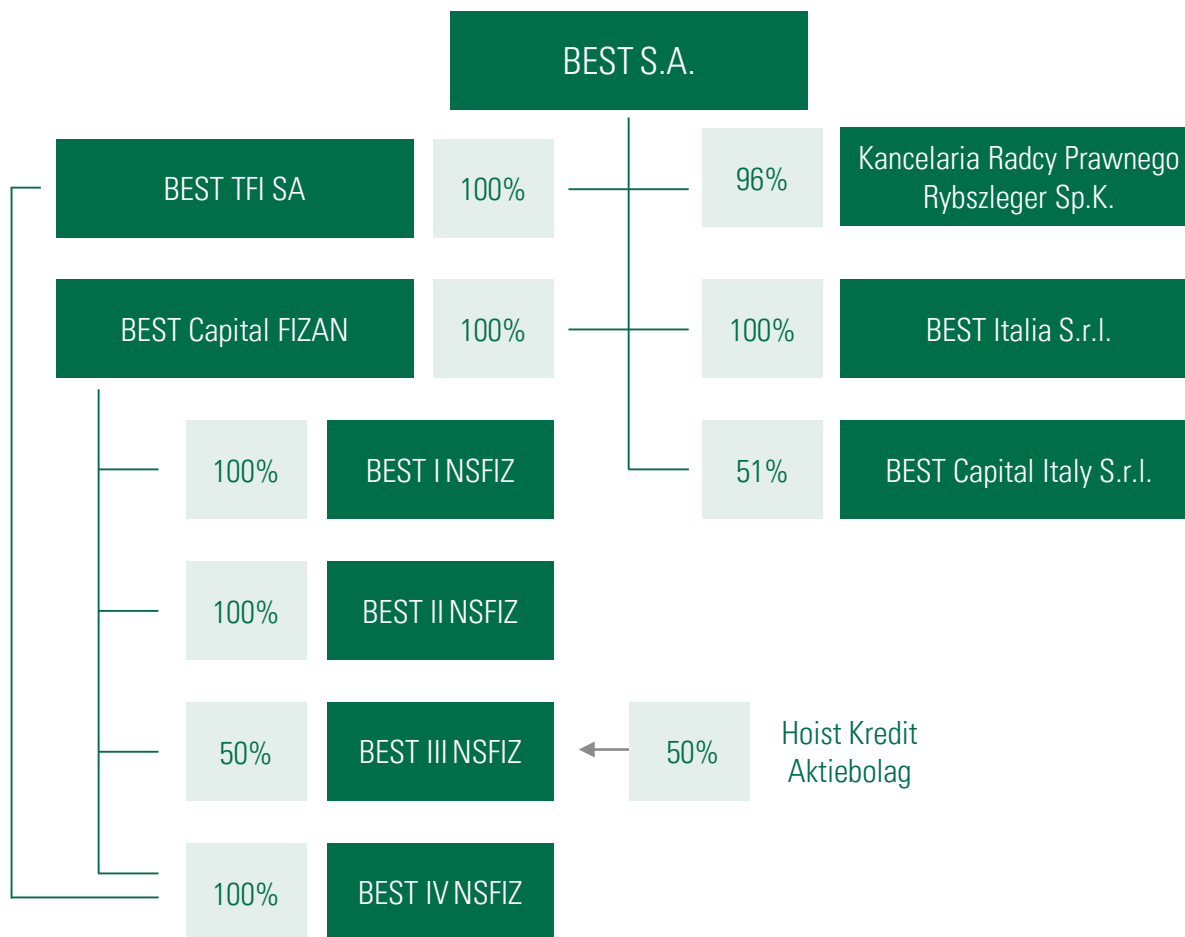 BEST S.A.
BEST TFI SA
100%
96%
Kancelaria Radcy Prawnego
Rybszleger Sp.K.
BEST Capital FIZAN
100%
100%
BEST Italia S.r.l.
100%
BEST I NSFIZ
51%
BEST Capital Italy S.r.l.
100%
BEST II NSFIZ
50%
BEST III NSFIZ
50%
Hoist Kredit
Aktiebolag
100%
BEST IV NSFIZ